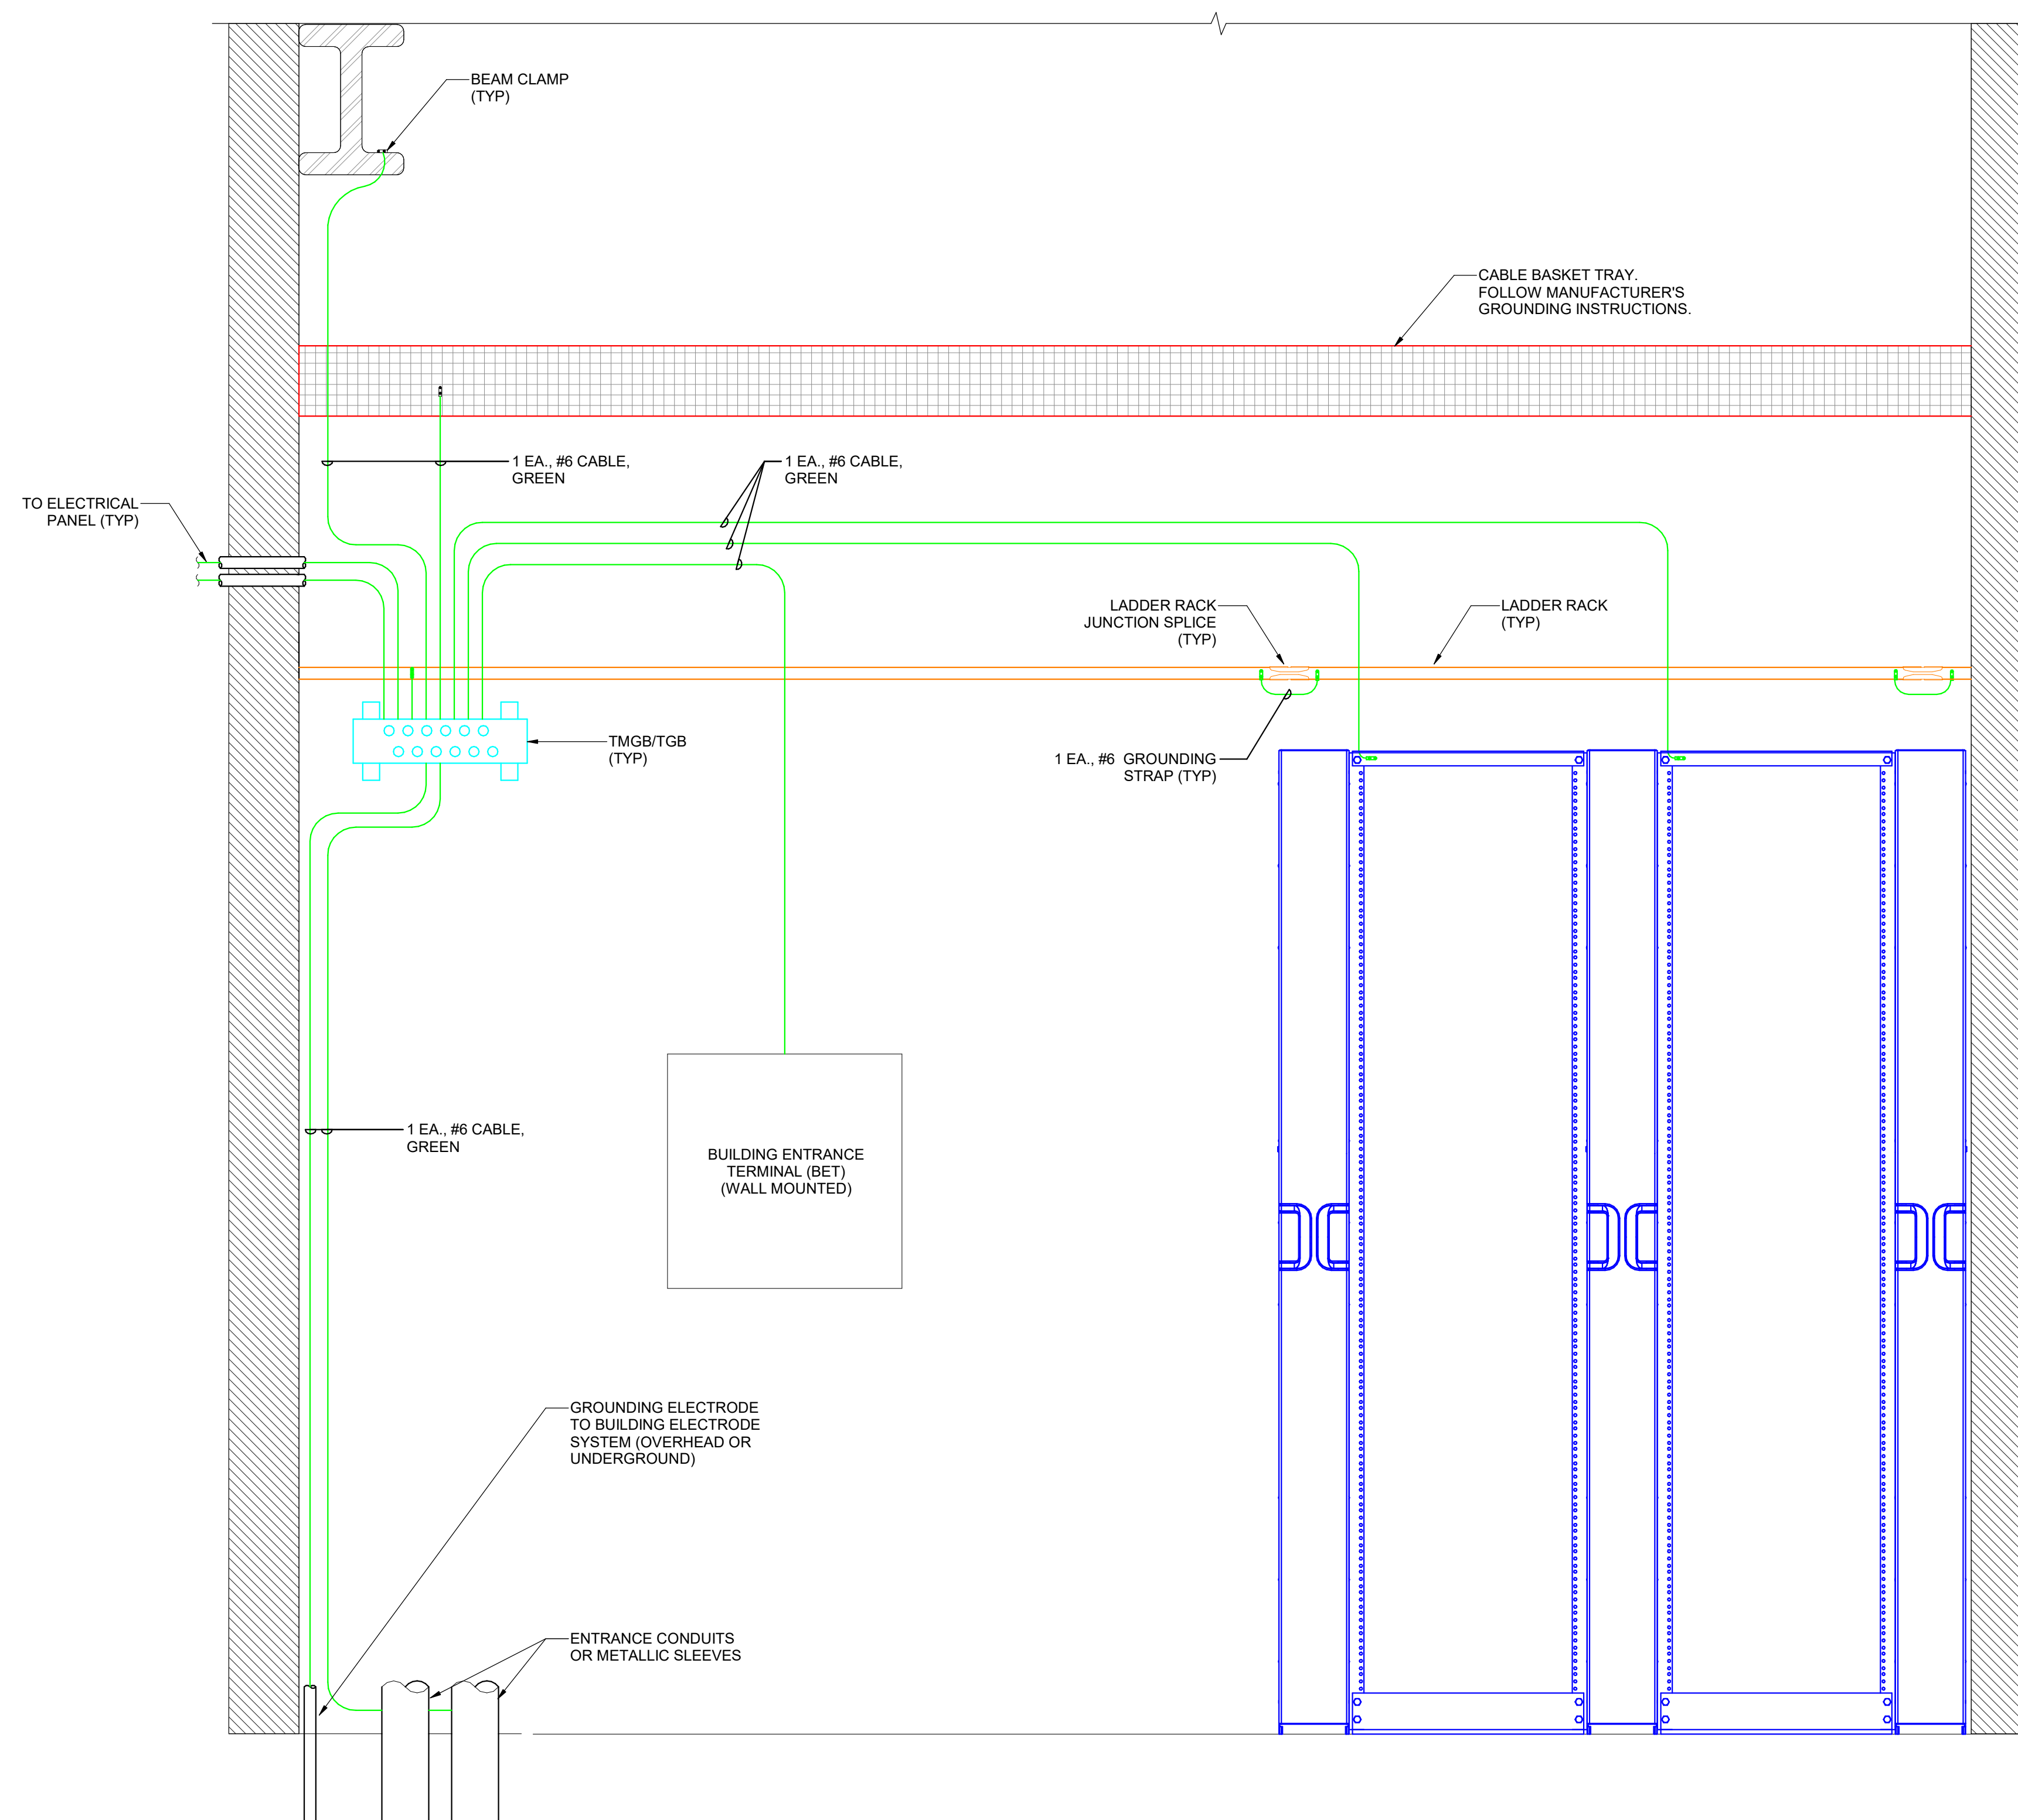 BEAM CLAMP
(TYP)
CABLE BASKET TRAY.
FOLLOW MANUFACTURER'S
GROUNDING INSTRUCTIONS.
1 EA., #6 CABLE,
GREEN
1 EA., #6 CABLE,
GREEN
TO ELECTRICAL
PANEL (TYP)
LADDER RACK
JUNCTION SPLICE
(TYP)
LADDER RACK
(TYP)
TMGB/TGB
(TYP)
1 EA., #6 GROUNDING
STRAP (TYP)
1 EA., #6 CABLE,
GREEN
BUILDING ENTRANCE
TERMINAL (BET)
(WALL MOUNTED)
GROUNDING ELECTRODE
TO BUILDING ELECTRODE
SYSTEM (OVERHEAD OR
UNDERGROUND)
ENTRANCE CONDUITS
OR METALLIC SLEEVES